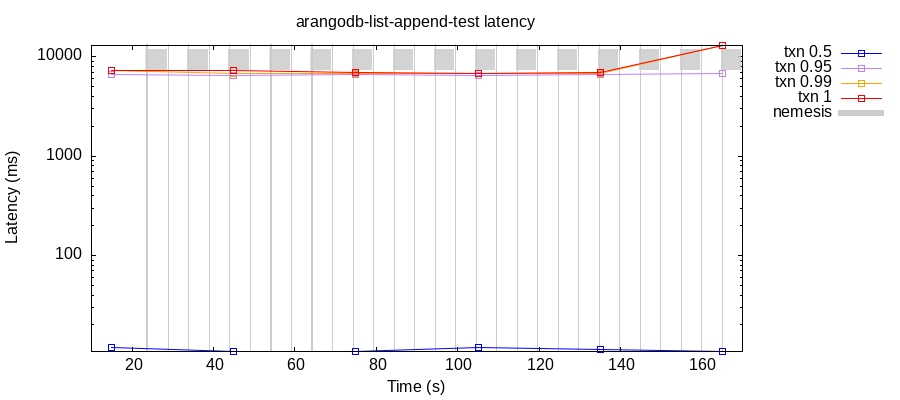 arangodb-list-append-test latency
10000
1000
100
Latency (ms)
20 40 60 80 100 120 140 160
Time (s)
txn 0.5
txn 0.95
txn 0.99
txn 1
nemesis